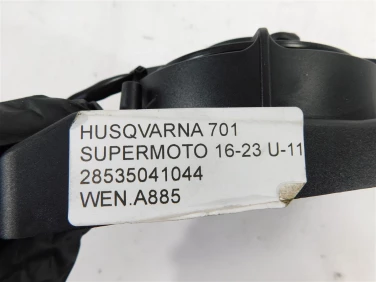 HUSQVARNA 701
SUPERMOTO 16-23 U-11
28535041044
WEN.A885